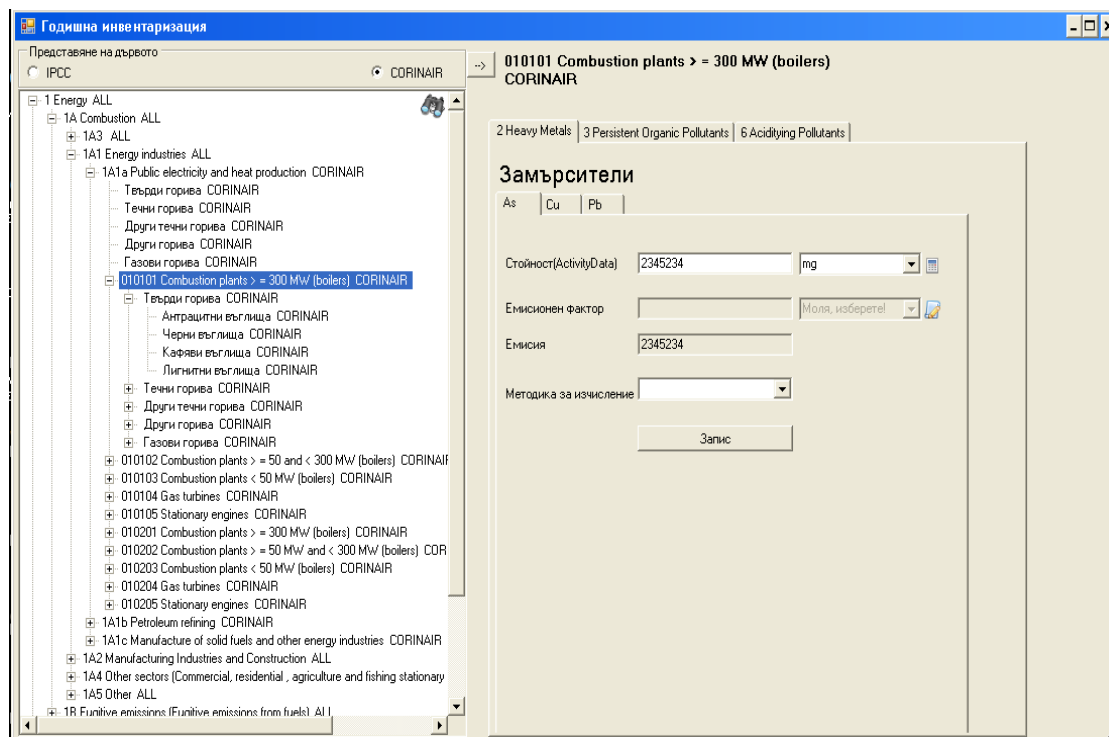 Годишна инвентаризация
Представяне на дървото
IPCC
CORINAIR
-->
010101 Combustion plants > = 300 MW (boilers)
CORINAIR
1 Energy ALL
1A Combustion ALL
1A3 ALL
1A1 Energy industries ALL
1A1a Public electricity and heat production CORINAIR
Твърди горива CORINAIR
Течни горива CORINAIR
Други течни горива CORINAIR
Други горива CORINAIR
Газови горива CORINAIR
010101 Combustion plants > = 300 MW (boilers) CORINAIR
Твърди горива CORINAIR
Антрацитни въглища CORINAIR
Черни въглища CORINAIR
Кафяви въглища CORINAIR
Лигнитни въглища CORINAIR
Течни горива CORINAIR
Други течни горива CORINAIR
Други горива CORINAIR
Газови горива CORINAIR
010102 Combustion plants > = 50 and < 300 MW (boilers) CORINAIR
010103 Combustion plants < 50 MW (boilers) CORINAIR
010104 Gas turbines CORINAIR
010105 Stationary engines CORINAIR
010201 Combustion plants > = 300 MW (boilers) CORINAIR
010202 Combustion plants > = 50 MW and < 300 MW (boilers) COR
010203 Combustion plants < 50 MW (boilers) CORINAIR
010204 Gas turbines CORINAIR
010205 Stationary engines CORINAIR
1A1b Petroleum refining CORINAIR
1A1c Manufacture of solid fuels and other energy industries CORINAIR
1A2 Manufacturing Industries and Construction ALL
1A4 Other sectors (Commercial, residential , agriculture and fishing stationary
1A5 Other ALL
1B Fugitive emissions (Fugitive emissions from fuels) ALL
2 Heavy Metals
3 Persistent Organic Pollutants
6 Aciditying Pollutants
Замърсители
As
Cu
Pb
Стойност(ActivityData) 2345234 mg
Емисионен фактор Моля, изберете!
Емисия 2345234
Методика за изчисление
Запис